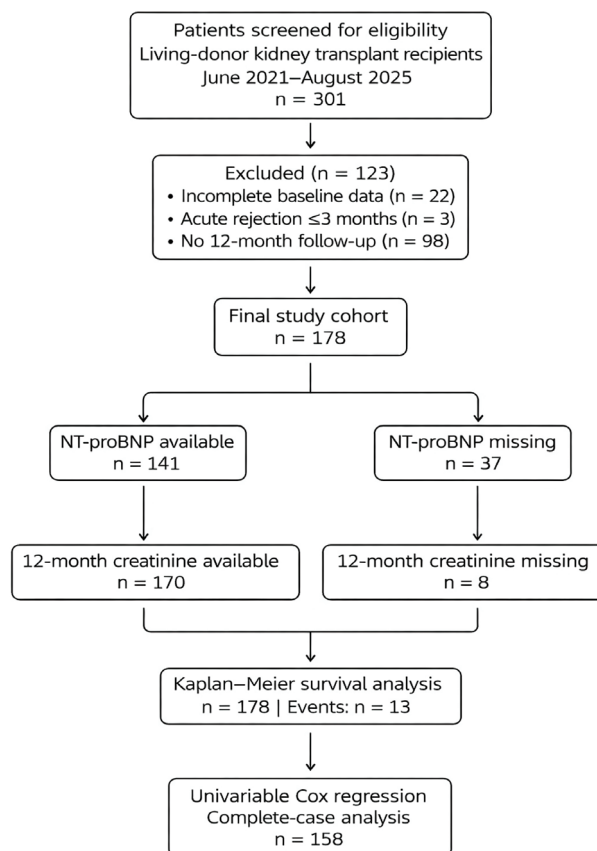 Patients screened for eligibility
Living-donor kidney transplant recipients
June 2021–August 2025
n = 301
Excluded (n = 123)
• Incomplete baseline data (n = 22)
• Acute rejection ≤3 months (n = 3)
• No 12-month follow-up (n = 98)
Final study cohort
n = 178
NT-proBNP available
n = 141
NT-proBNP missing
n = 37
12-month creatinine available
n = 170
12-month creatinine missing
n = 8
Kaplan–Meier survival analysis
n = 178 | Events: n = 13
Univariable Cox regression
Complete-case analysis
n = 158